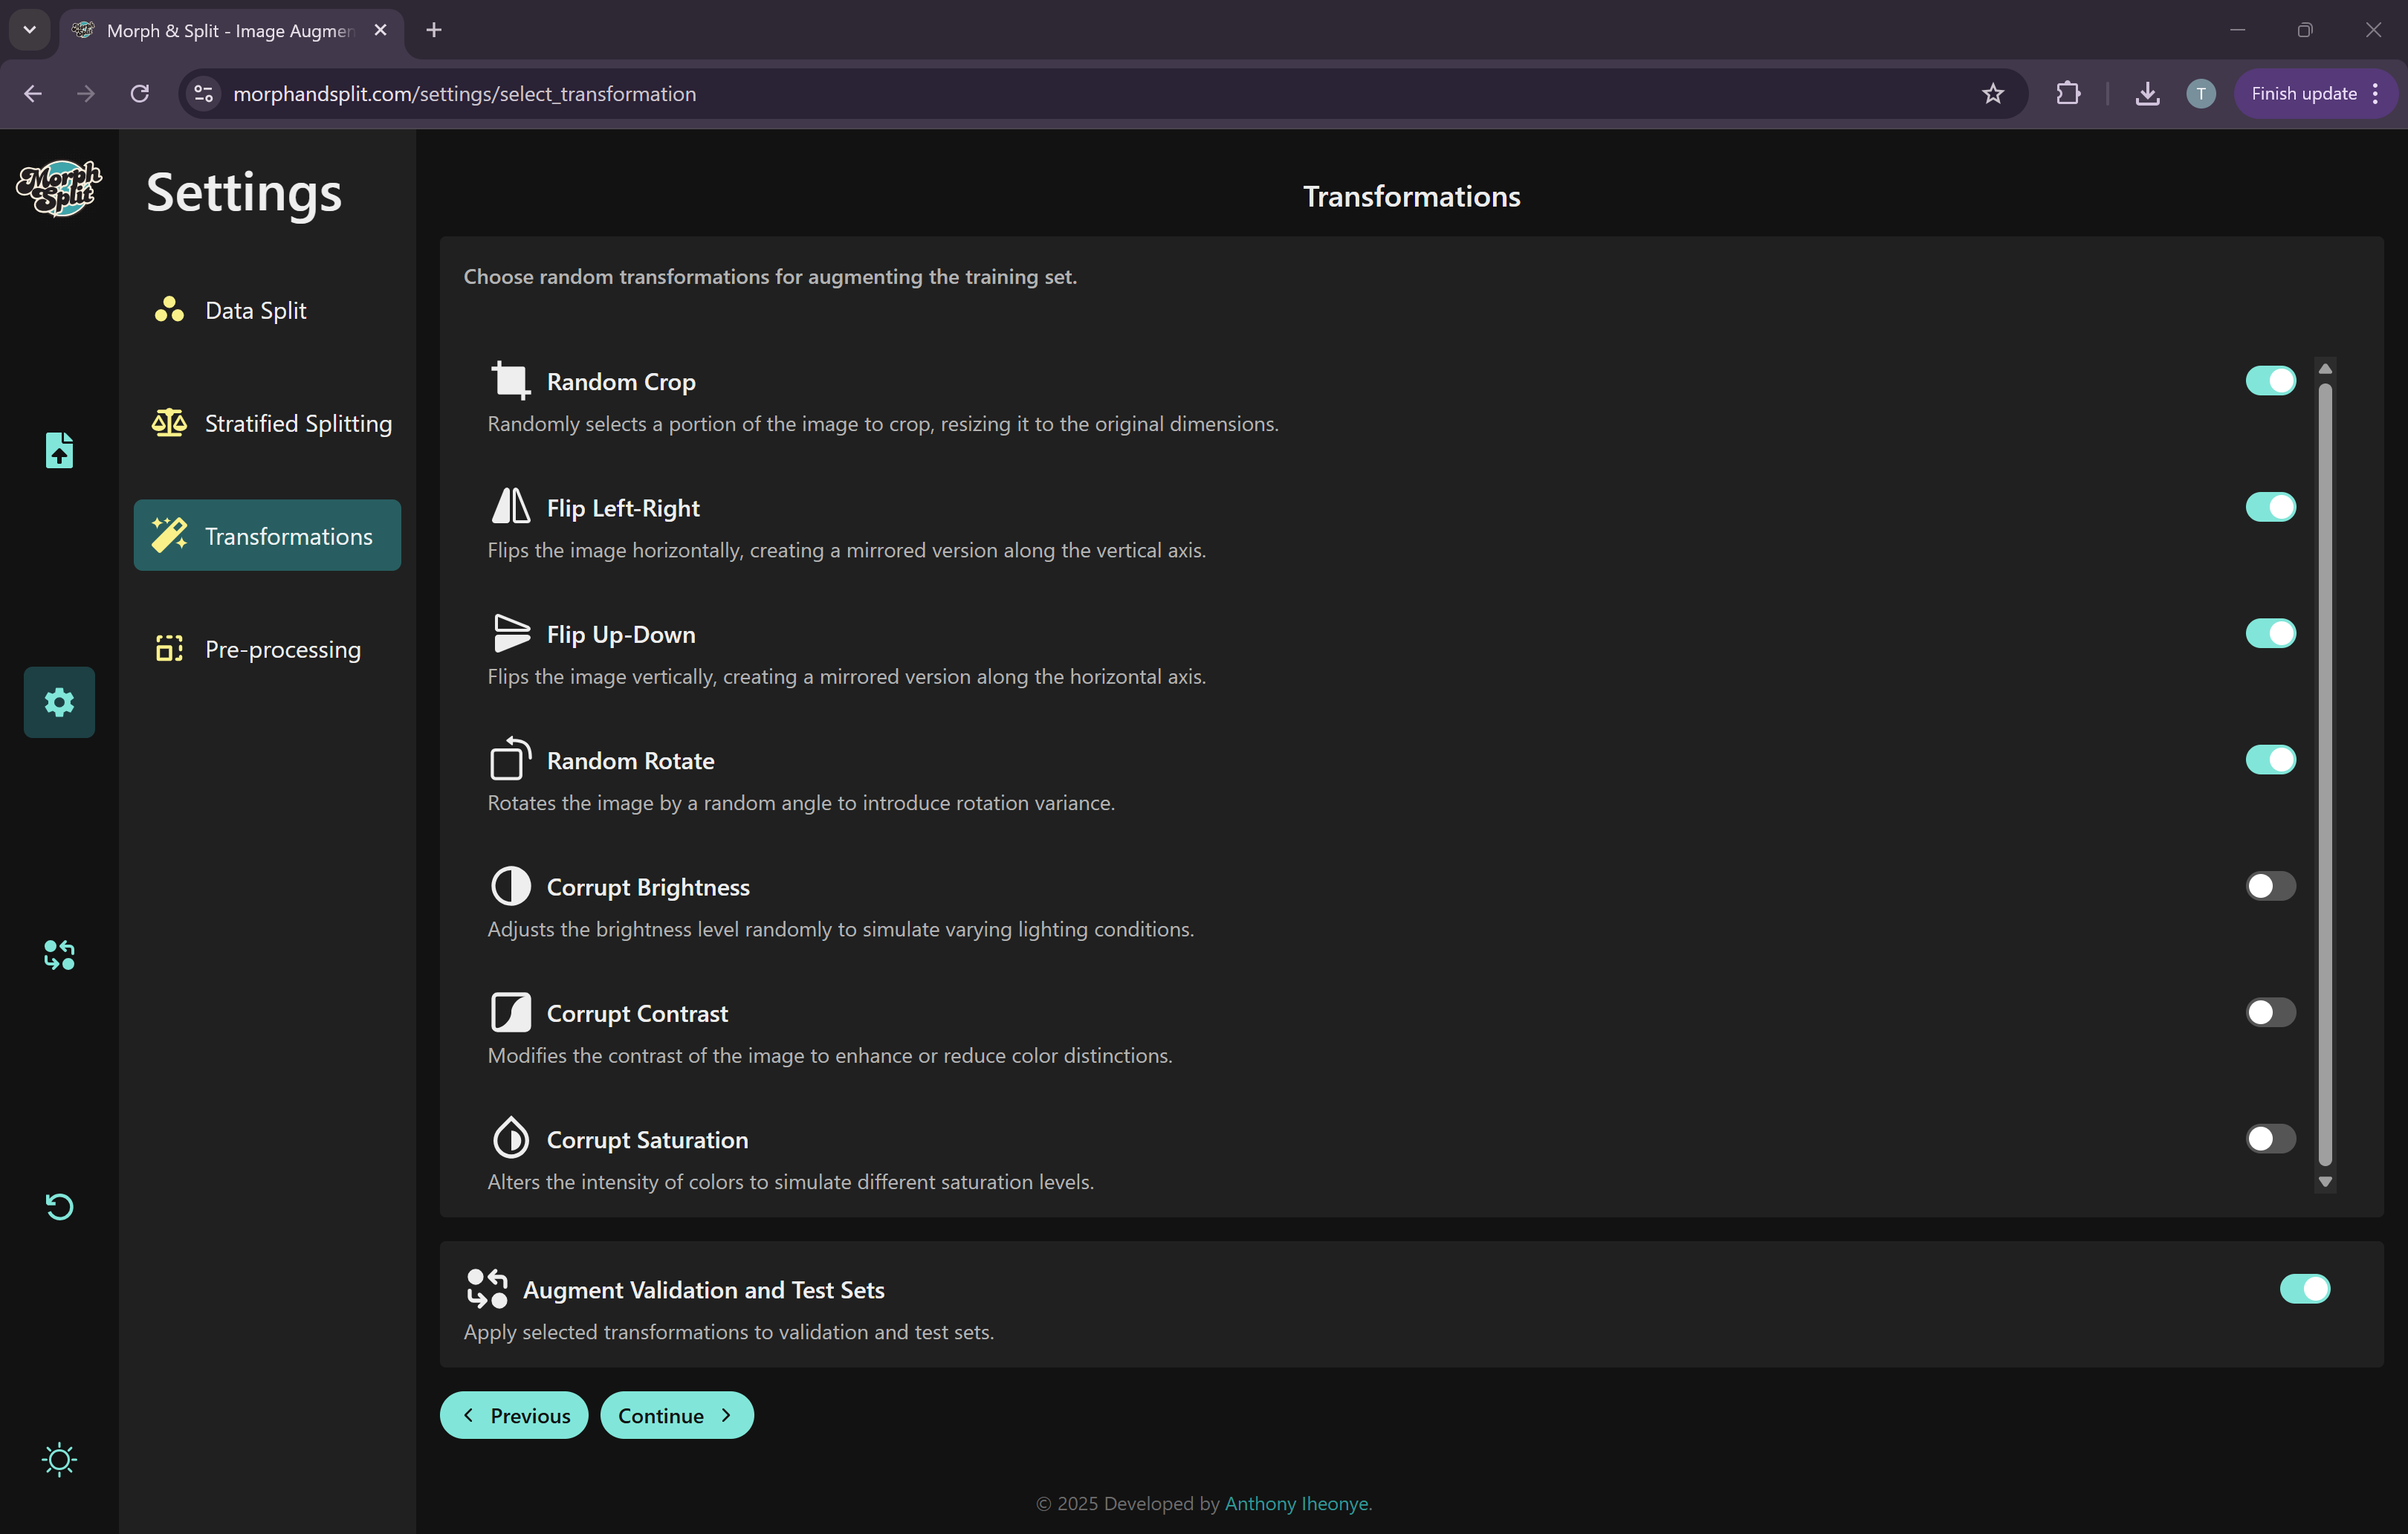 Morph & Split - Image Augmen
morphandsplit.com/settings/select_transformation
T
Finish update
Morph
Split
Settings
Data Split
Stratified Splitting
Transformations
Pre-processing
Transformations
Choose random transformations for augmenting the training set.
Random Crop
Randomly selects a portion of the image to crop, resizing it to the original dimensions.
Flip Left-Right
Flips the image horizontally, creating a mirrored version along the vertical axis.
Flip Up-Down
Flips the image vertically, creating a mirrored version along the horizontal axis.
Random Rotate
Rotates the image by a random angle to introduce rotation variance.
Corrupt Brightness
Adjusts the brightness level randomly to simulate varying lighting conditions.
Corrupt Contrast
Modifies the contrast of the image to enhance or reduce color distinctions.
Corrupt Saturation
Alters the intensity of colors to simulate different saturation levels.
Augment Validation and Test Sets
Apply selected transformations to validation and test sets.
Previous
Continue
© 2025 Developed by Anthony Iheonye.